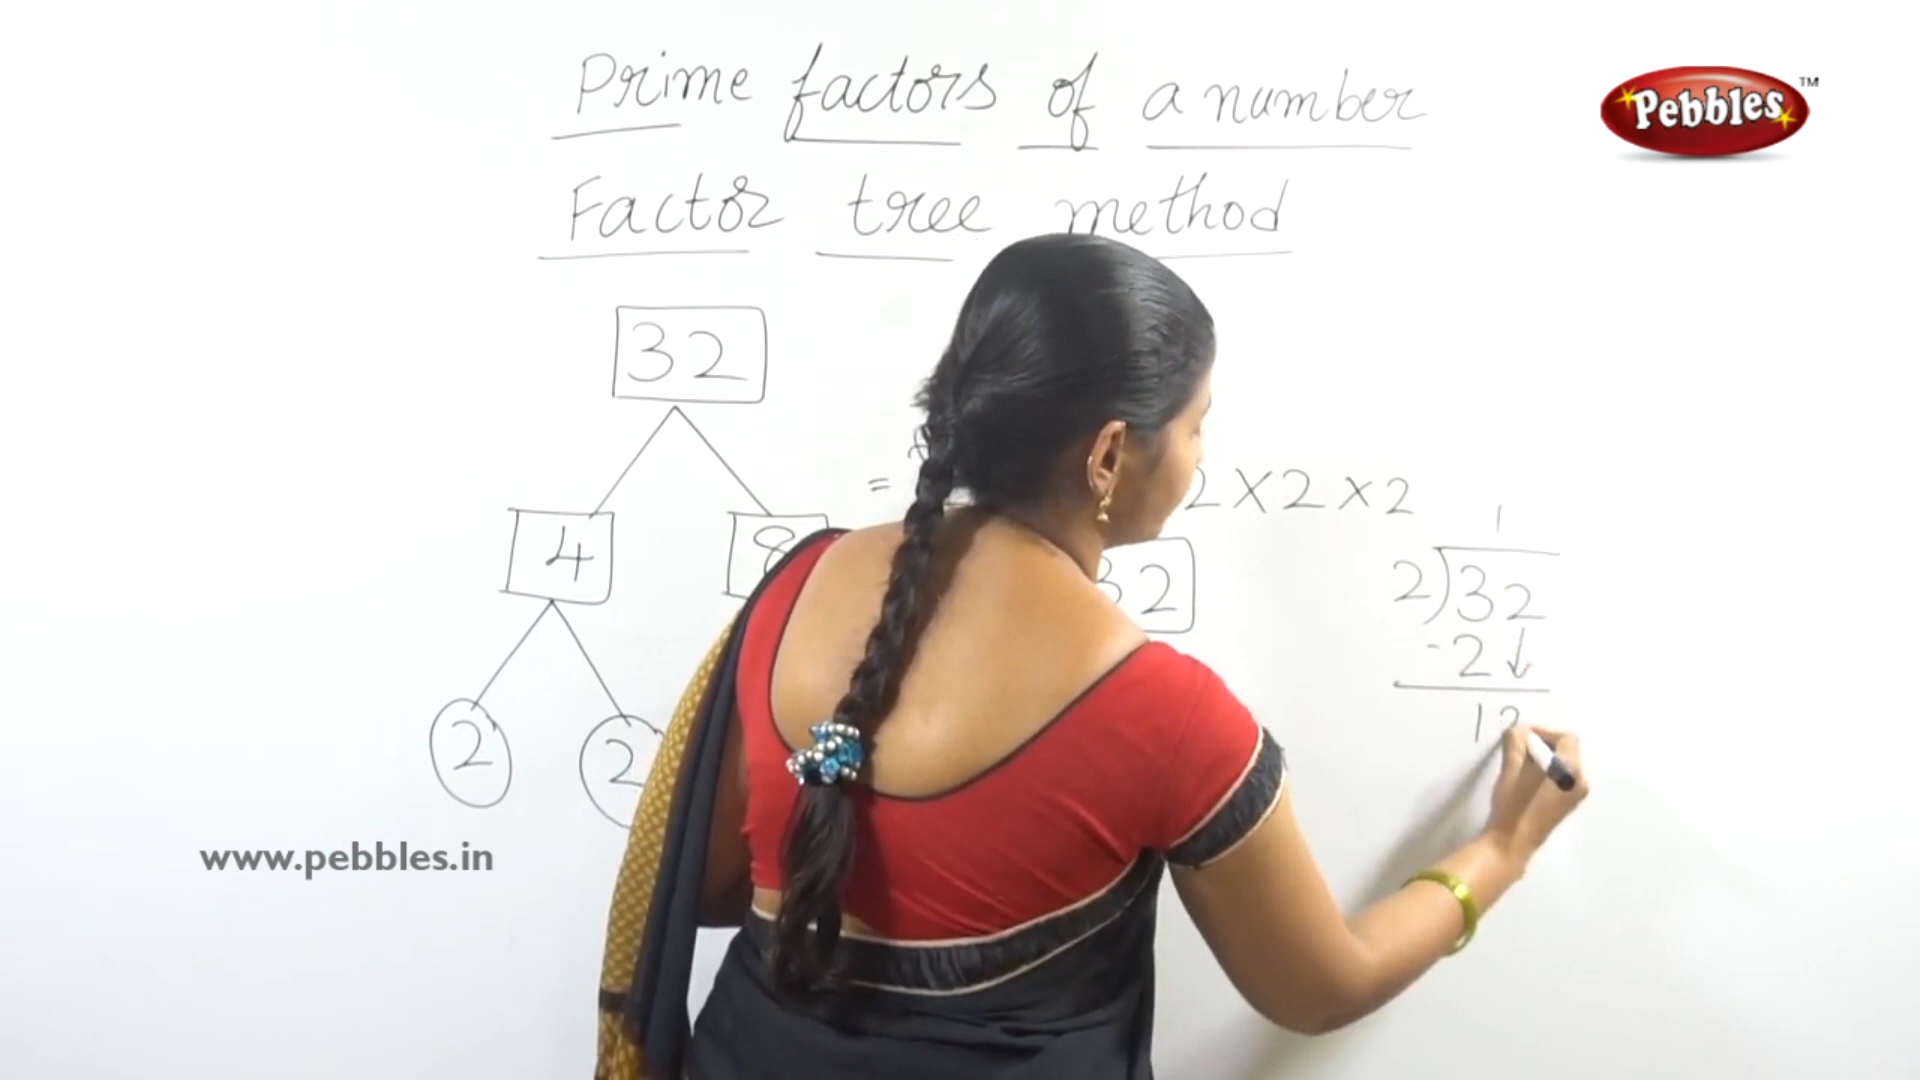 Prime factors of a number
Pebbles™
Factor tree method
32
4 8
2 2
=
2 X 2 X 2
32
1
2)32
-2↓
12
www.pebbles.in